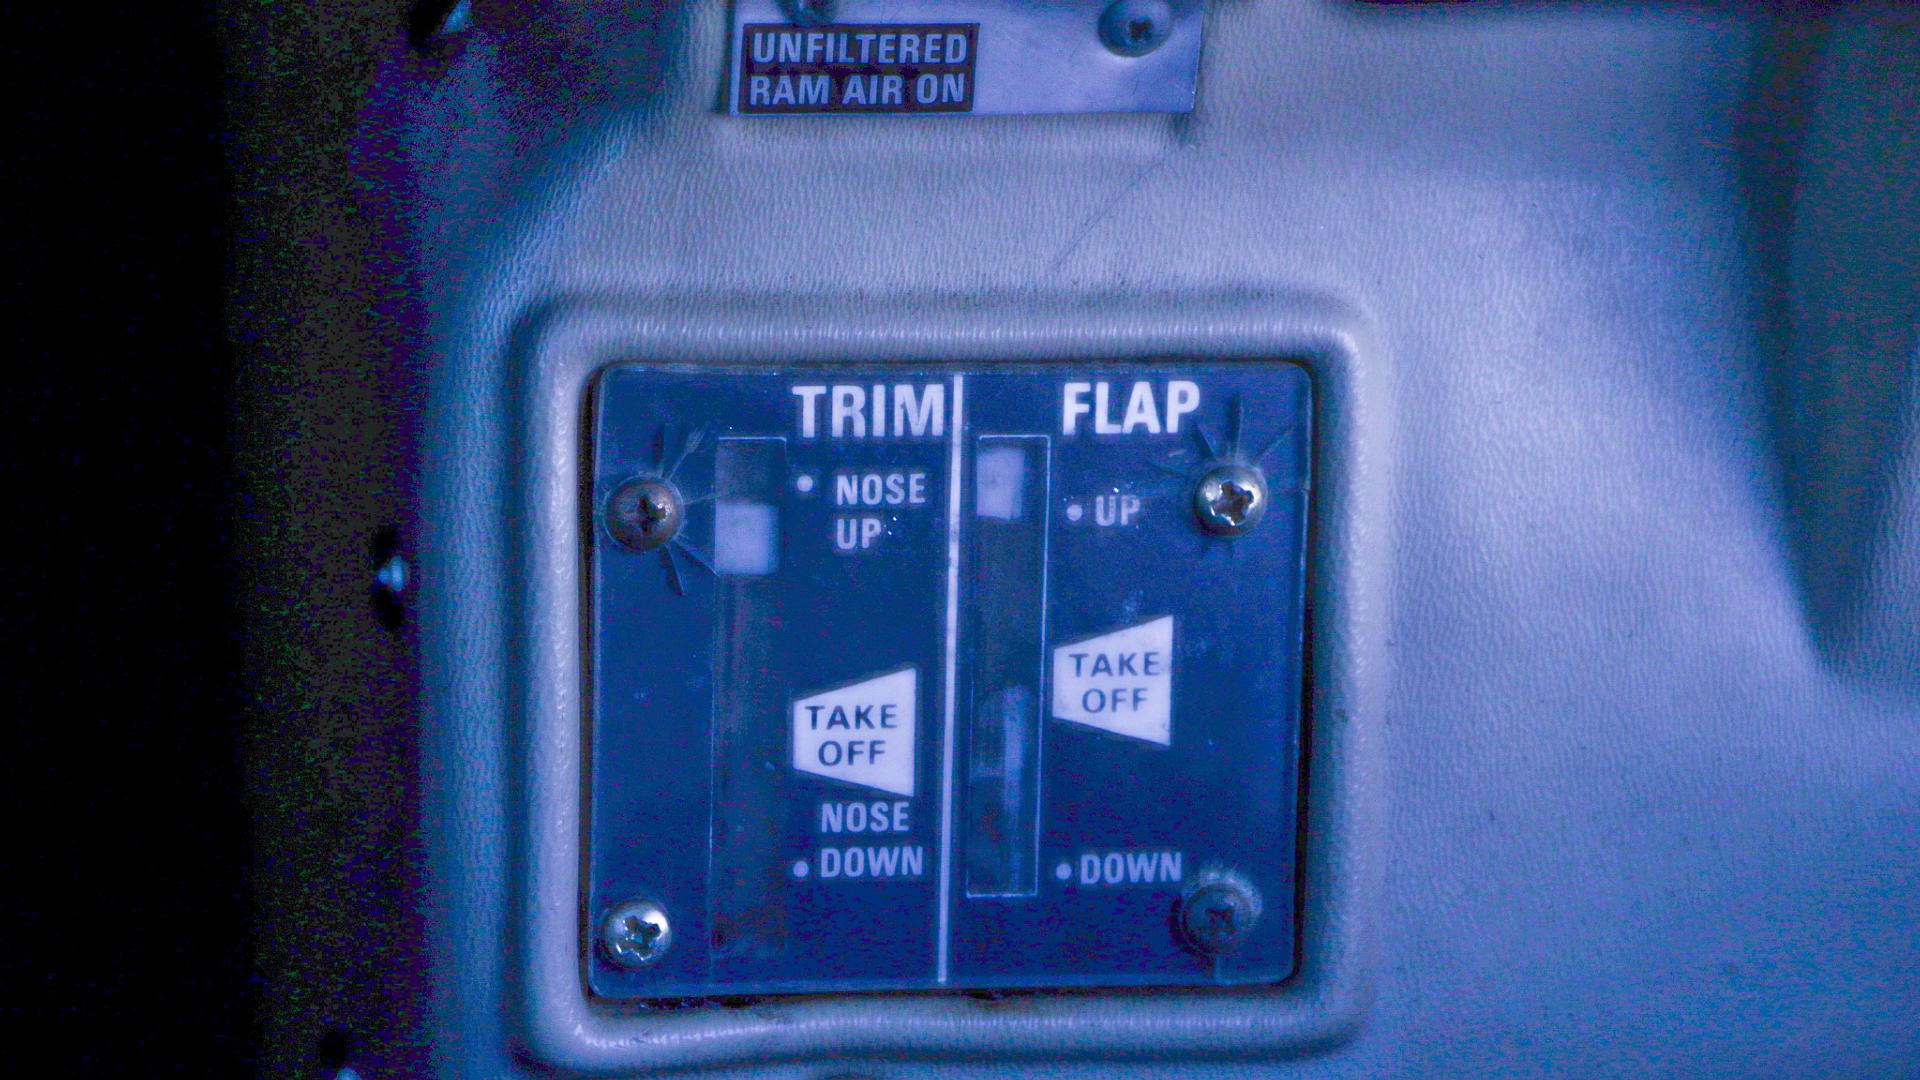 UNFILTERED
RAM AIR ON
TRIM
NOSE
UP
TAKE
OFF
NOSE
DOWN
FLAP
UP
TAKE
OFF
DOWN